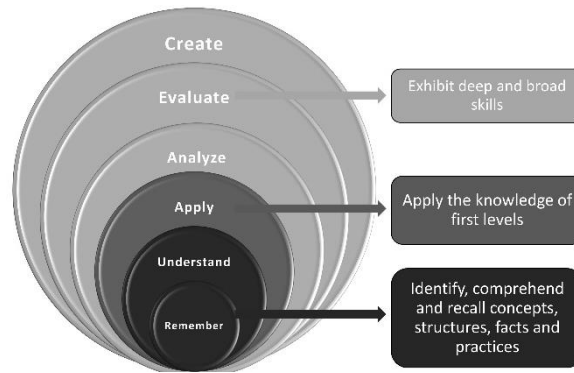 Create
Evaluate
Analyze
Apply
Understand
Remember
Exhibit deep and broad
skills
Apply the knowledge of
first levels
Identify, comprehend
and recall concepts,
structures, facts and
practices